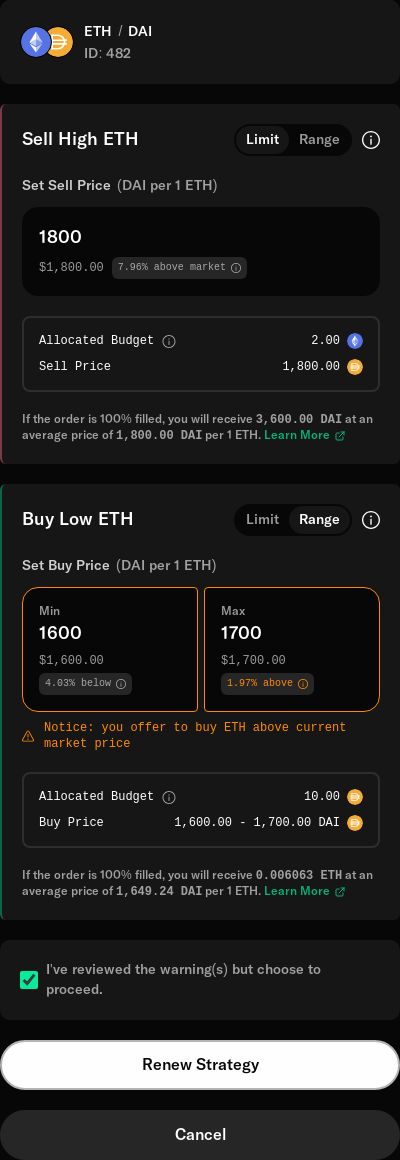 ETH / DAI
ID: 482
Sell High ETH
Limit Range
Set Sell Price (DAI per 1 ETH)
1800
$1,800.00 7.96% above market
Allocated Budget 2.00
Sell Price 1,800.00
If the order is 100% filled, you will receive 3,600.00 DAI at an
average price of 1,800.00 DAI per 1 ETH. Learn More
Buy Low ETH
Limit Range
Set Buy Price (DAI per 1 ETH)
Min
1600
$1,600.00
4.03% below
Max
1700
$1,700.00
1.97% above
Notice: you offer to buy ETH above current
market price
Allocated Budget 10.00
Buy Price 1,600.00 - 1,700.00 DAI
If the order is 100% filled, you will receive 0.006063 ETH at an
average price of 1,649.24 DAI per 1 ETH. Learn More
I've reviewed the warning(s) but choose to
proceed.
Renew Strategy
Cancel